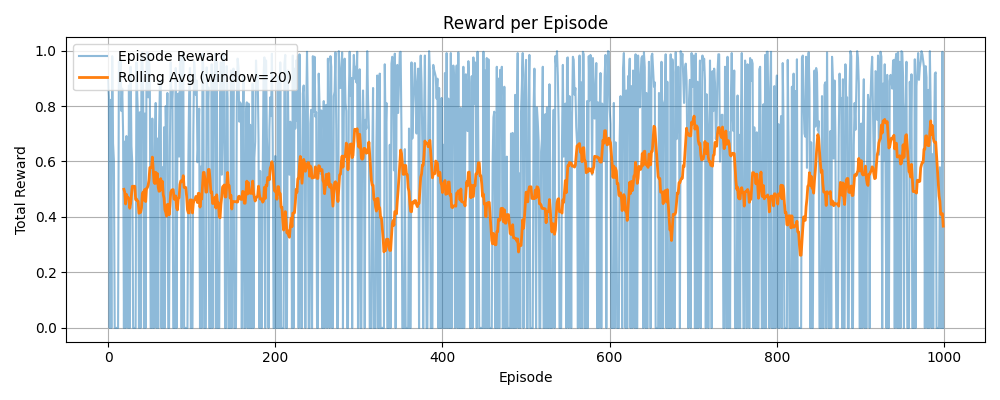 Reward per Episode
Episode Reward
Rolling Avg (window=20)
Total Reward
1.0
0.8
0.6
0.4
0.2
0.0
0 200 400 600 800 1000
Episode